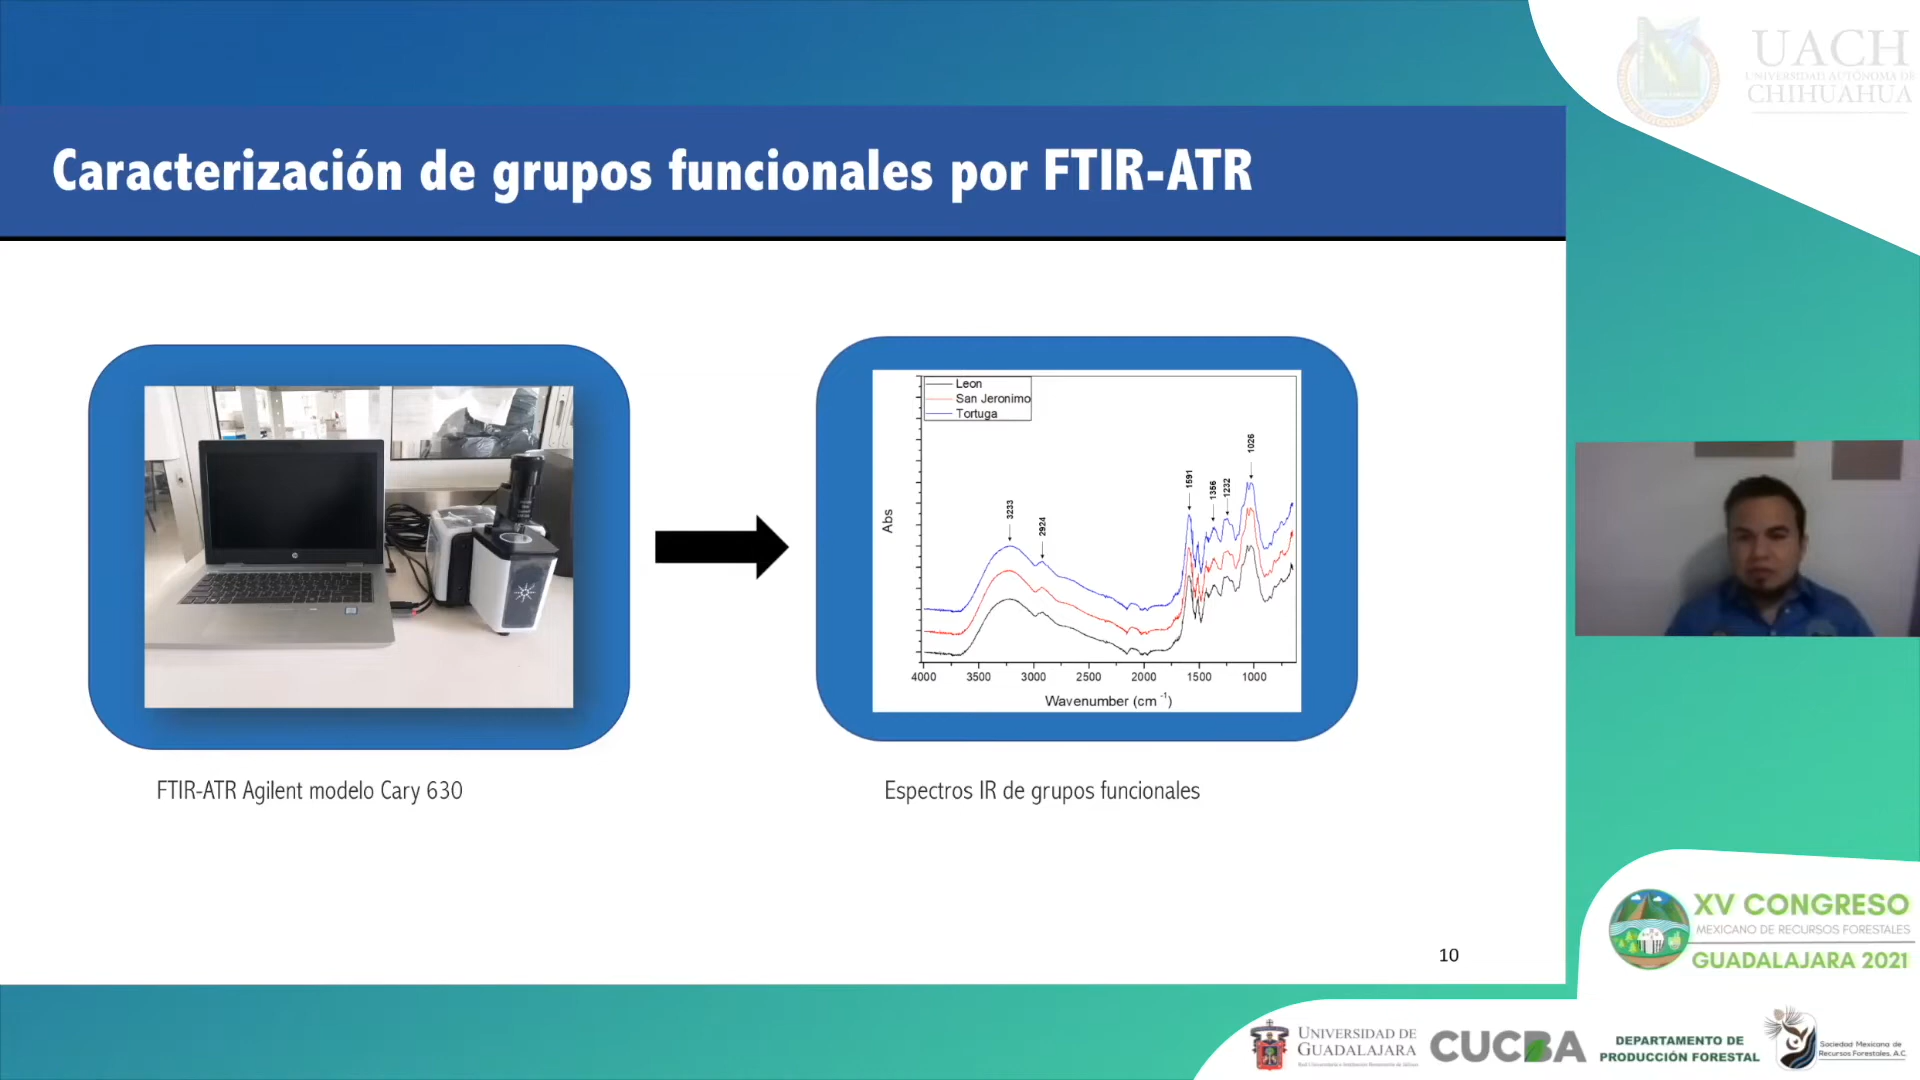 UACH
UNIVERSIDAD AUTÓNOMA DE
CHIHUAHUA
Caracterización de grupos funcionales por FTIR-ATR
Leon
San Jeronimo
Tortuga
3233
2924
1591
1356
1232
1026
Abs
4000 3500 3000 2500 2000 1500 1000
Wavenumber (cm -1)
FTIR-ATR Agilent modelo Cary 630
Espectros IR de grupos funcionales
10
XV CONGRESO
MEXICANO DE RECURSOS FORESTALES
GUADALAJARA 2021
UNIVERSIDAD DE
GUADALAJARA
CUCBA
DEPARTAMENTO DE
PRODUCCIÓN FORESTAL
Sociedad Mexicana de
Recursos Forestales, A.C.